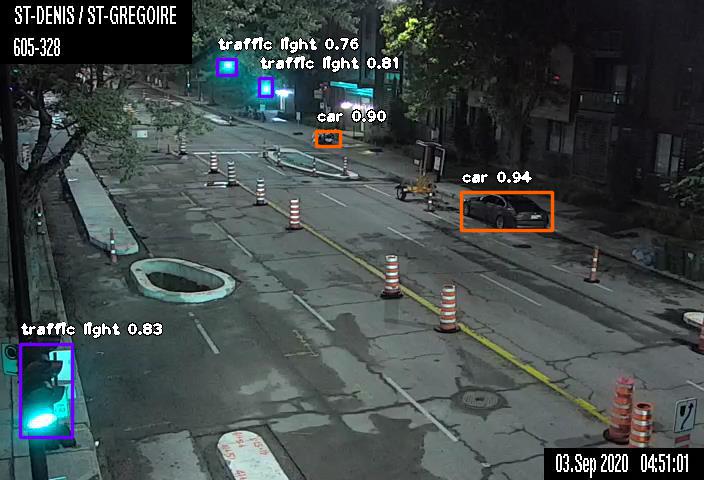 ST-DENIS / ST-GREGOIRE
605-328
traffic light 0.76
traffic light 0.81
car 0.90
car 0.94
traffic light 0.83
03.Sep 2020 04:51:01